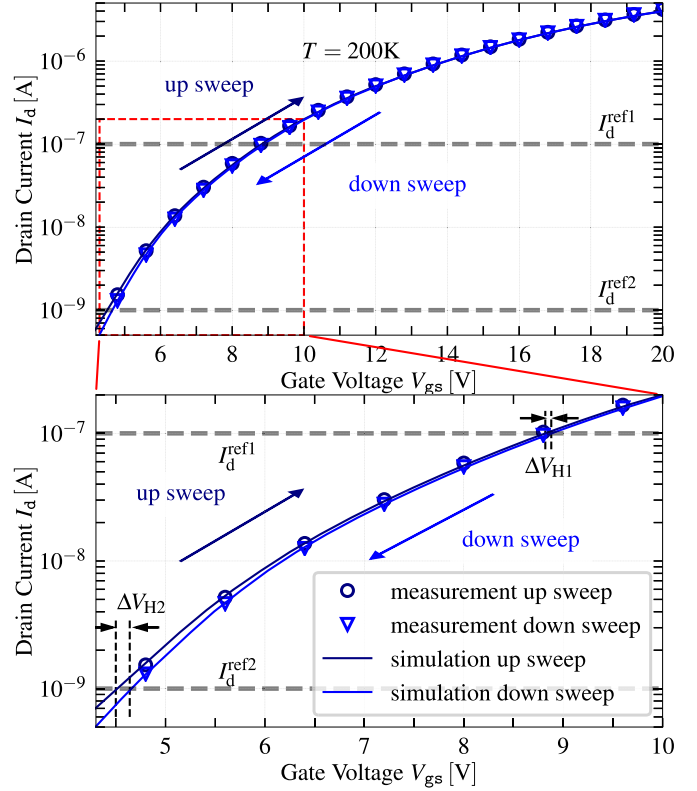 10⁻⁶
10⁻⁷
10⁻⁸
10⁻⁹
Drain Current I_d [A]
T = 200K
up sweep
down sweep
I_d^ref1
I_d^ref2
6 8 10 12 14 16 18 20
Gate Voltage V_gs [V]
10⁻⁷
10⁻⁸
10⁻⁹
Drain Current I_d [A]
I_d^ref1
ΔV_H1
up sweep
down sweep
ΔV_H2
I_d^ref2
measurement up sweep
measurement down sweep
simulation up sweep
simulation down sweep
5 6 7 8 9 10
Gate Voltage V_gs [V]